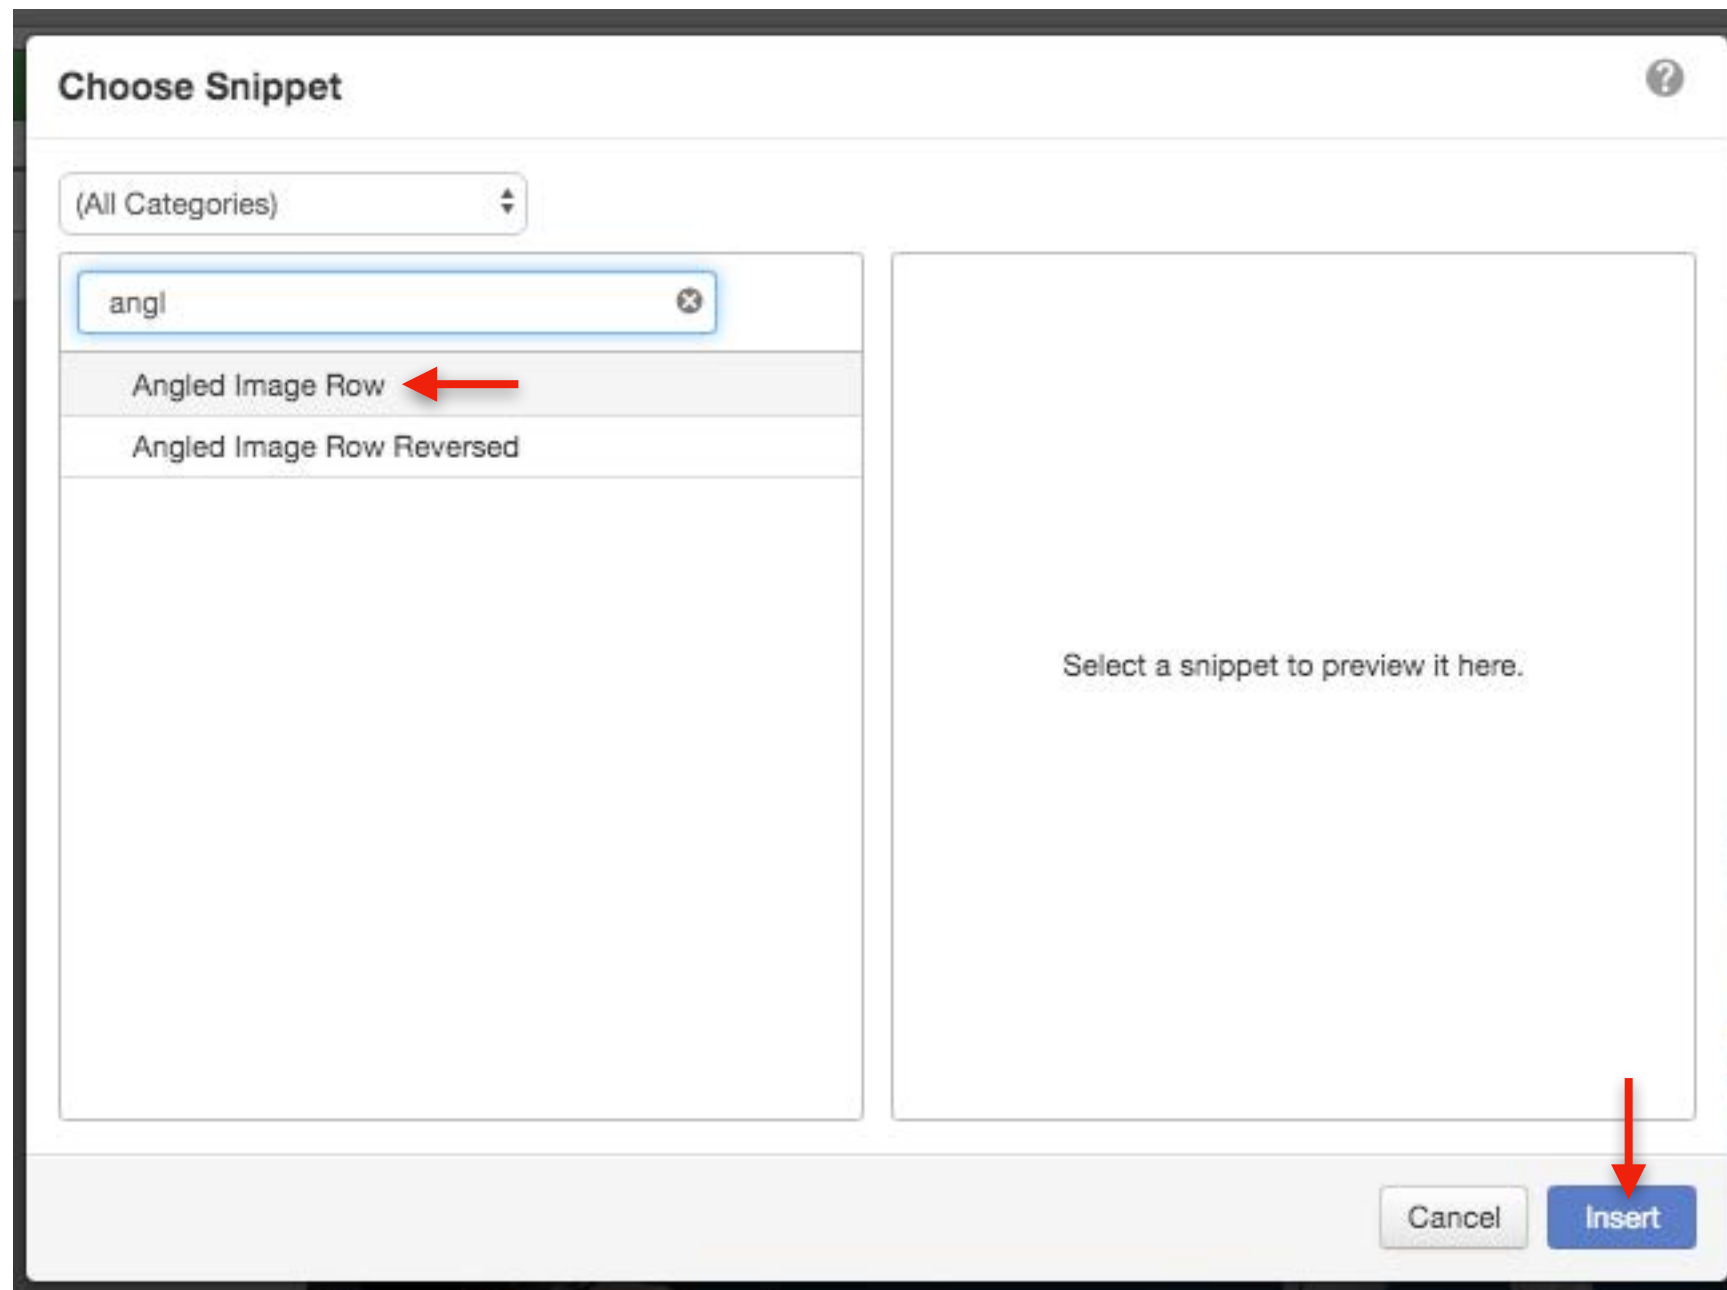 Choose Snippet
?
(All Categories)
angl
Angled Image Row
Angled Image Row Reversed
Select a snippet to preview it here.
Cancel
Insert